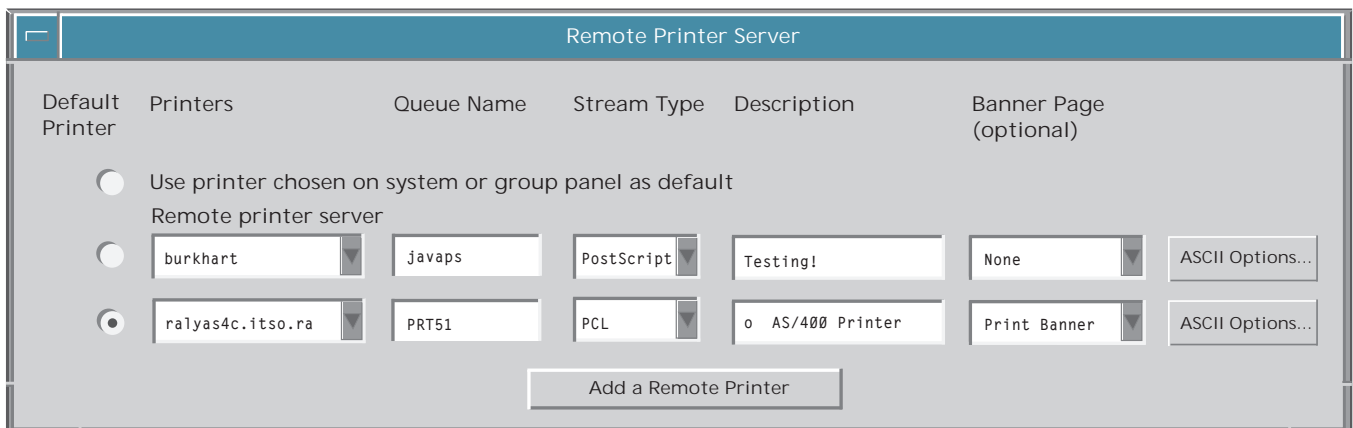 Remote Printer Server
Default Printer Printers Queue Name Stream Type Description Banner Page (optional)
Use printer chosen on system or group panel as default
Remote printer server
burkhart javaps PostScript Testing! None ASCII Options...
ralyas4c.itso.ra PRT51 PCL o AS/400 Printer Print Banner ASCII Options...
Add a Remote Printer